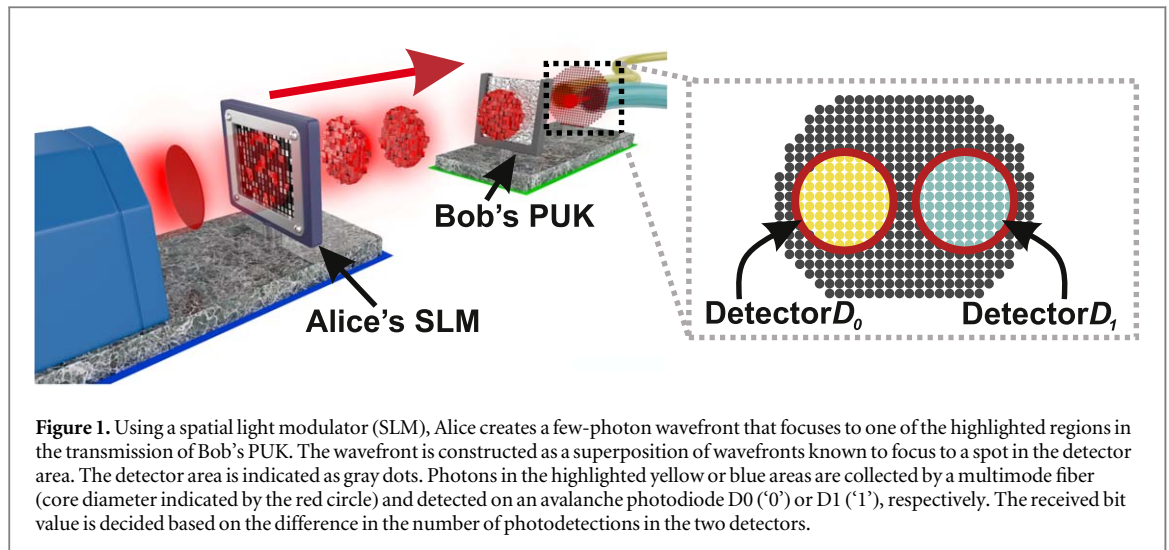 Bob's PUK
Alice's SLM
DetectorD0
DetectorD1
Figure 1. Using a spatial light modulator (SLM), Alice creates a few-photon wavefront that focuses to one of the highlighted regions in
the transmission of Bob's PUK. The wavefront is constructed as a superposition of wavefronts known to focus to a spot in the detector
area. The detector area is indicated as gray dots. Photons in the highlighted yellow or blue areas are collected by a multimode fiber
(core diameter indicated by the red circle) and detected on an avalanche photodiode D0 ('0') or D1 ('1'), respectively. The received bit
value is decided based on the difference in the number of photodetections in the two detectors.